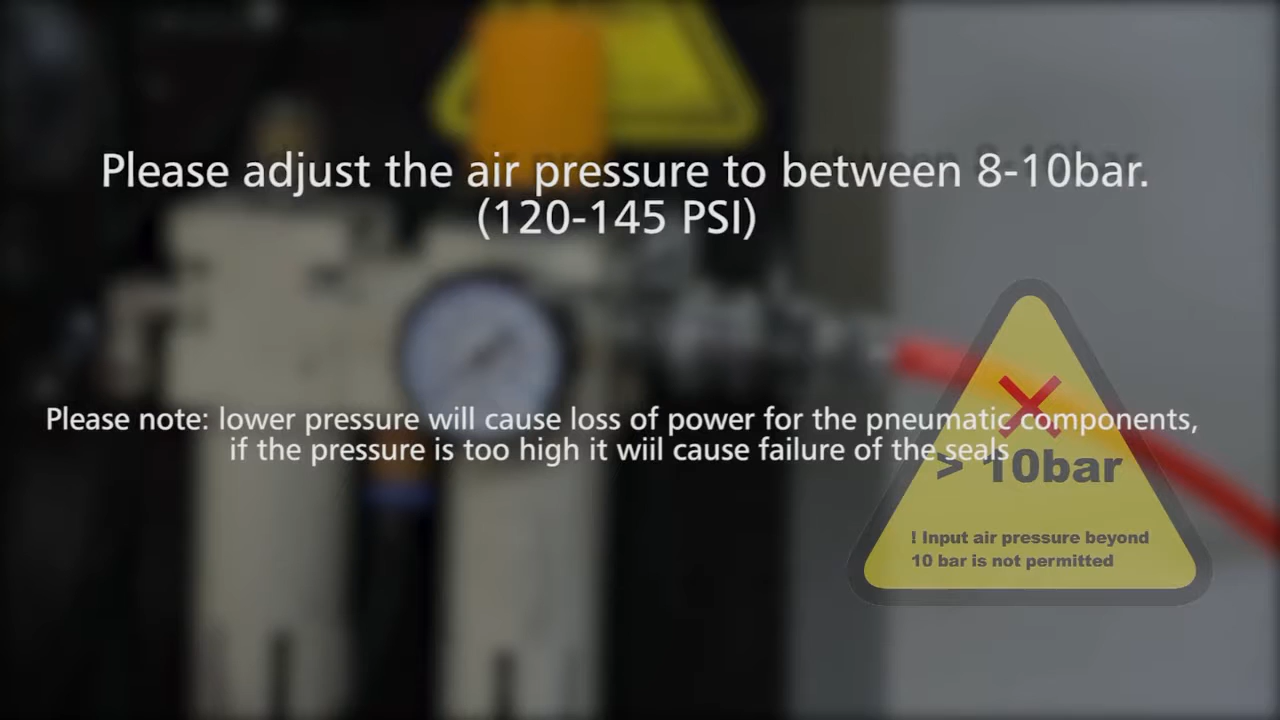 Please adjust the air pressure to between 8-10bar.
(120-145 PSI)
Please note: lower pressure will cause loss of power for the pneumatic components,
if the pressure is too high it wiil cause failure of the seals
> 10bar
! Input air pressure beyond
10 bar is not permitted